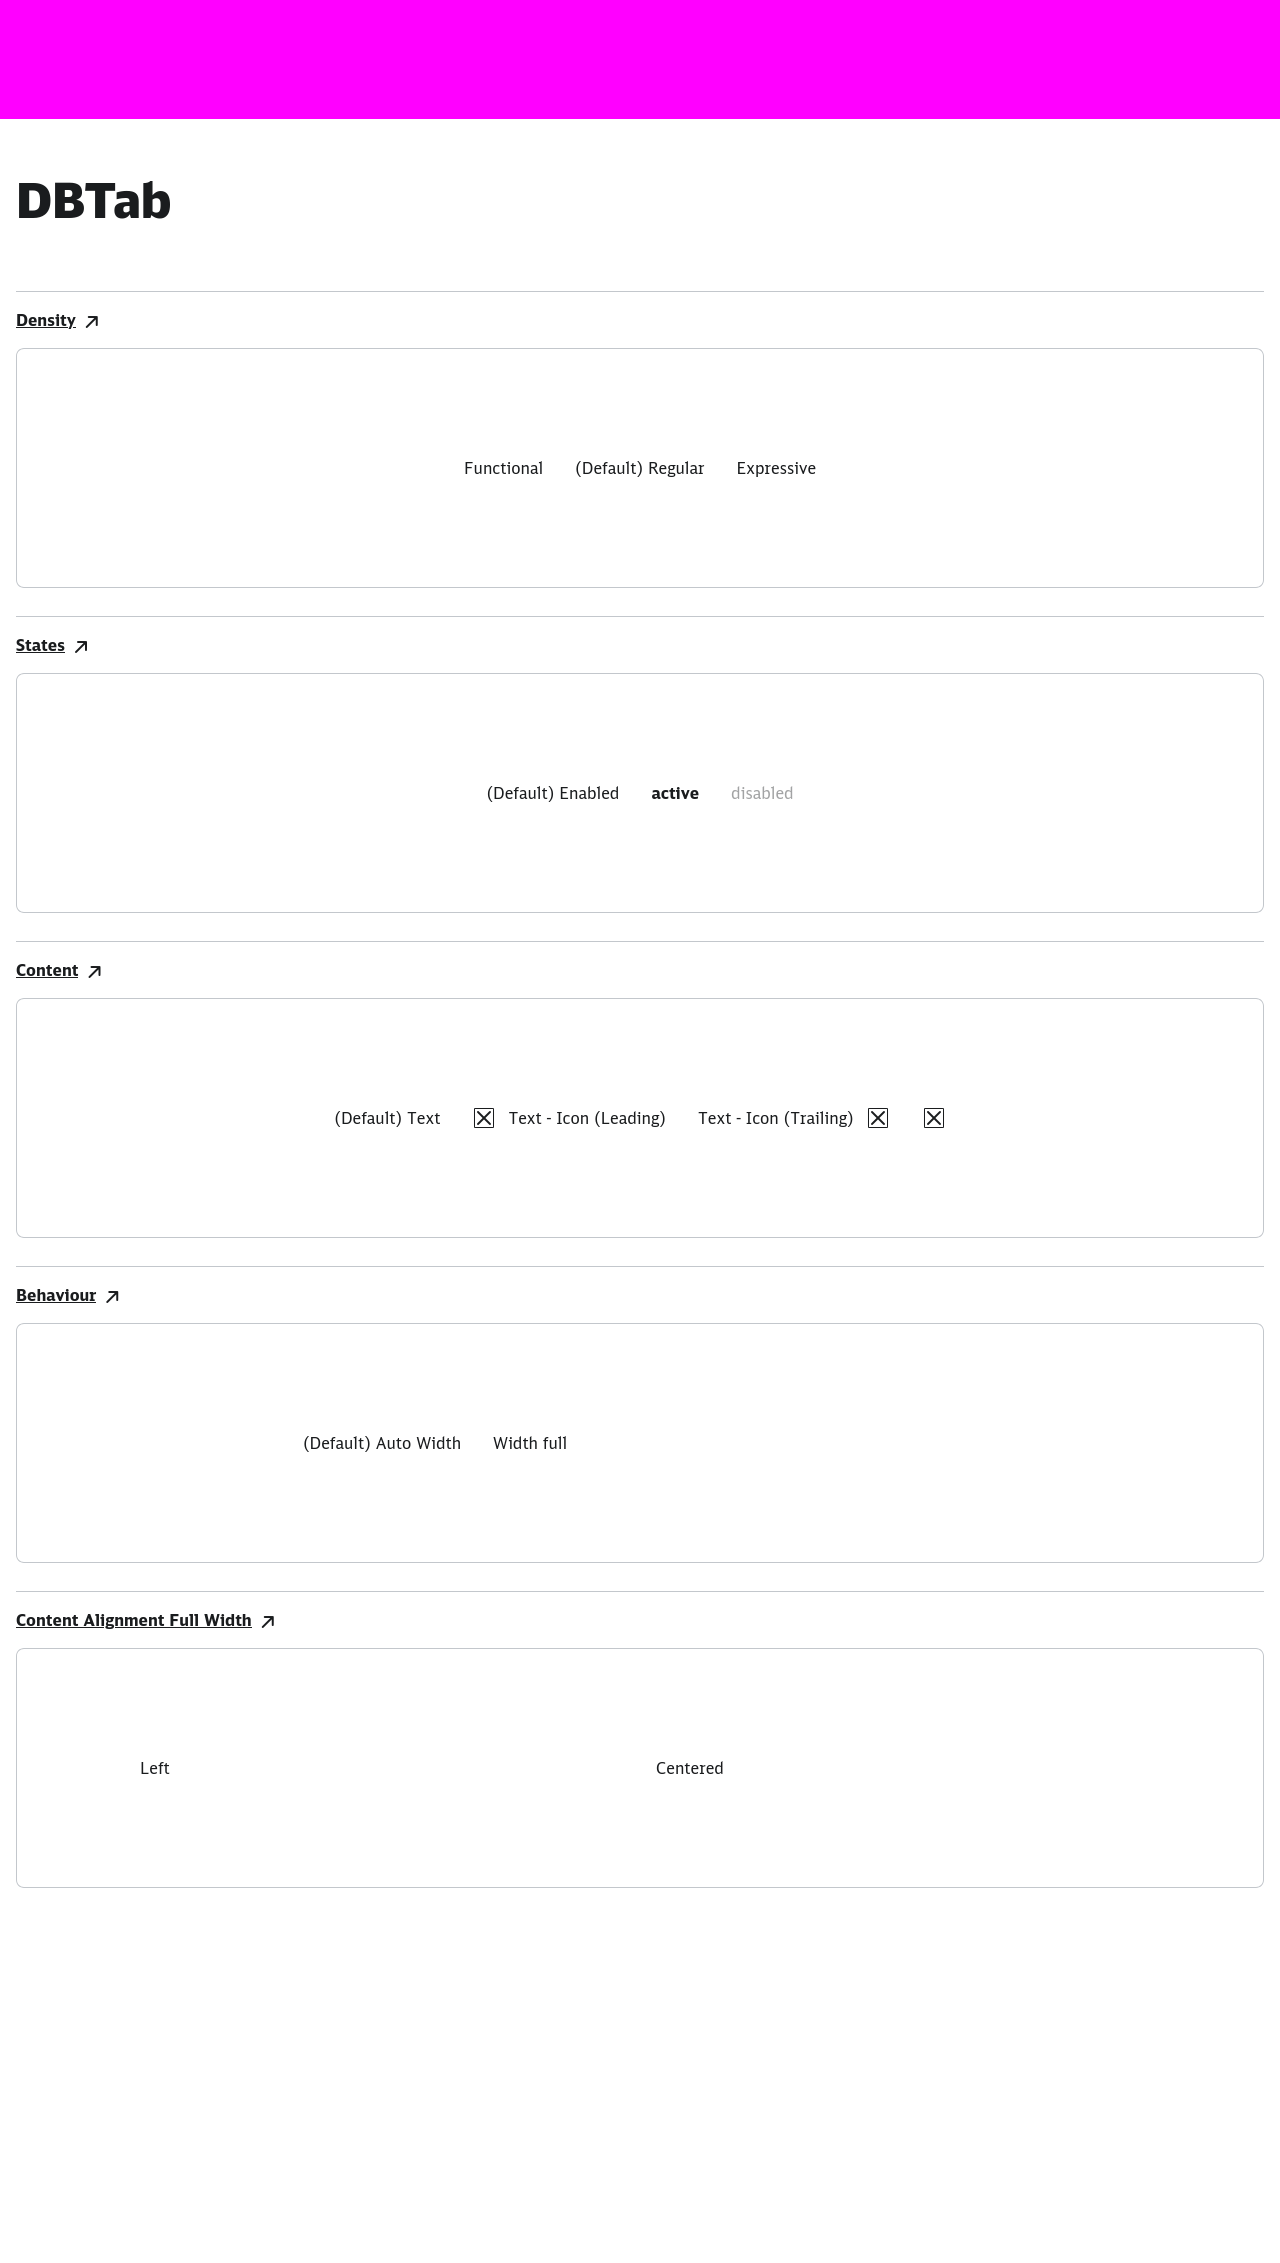 DBTab
Density
Functional (Default) Regular Expressive
States
(Default) Enabled active disabled
Content
(Default) Text Text - Icon (Leading) Text - Icon (Trailing)
Behaviour
(Default) Auto Width Width full
Content Alignment Full Width
Left Centered